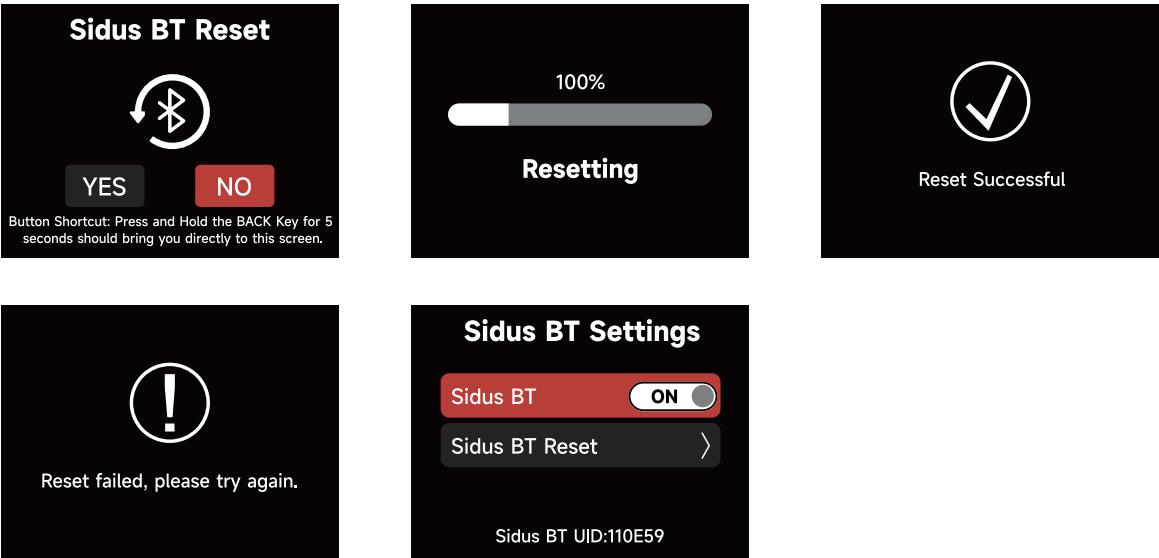 Sidus BT Reset
YES
NO
Button Shortcut: Press and Hold the BACK Key for 5
seconds should bring you directly to this screen.
100%
Resetting
Reset Successful
Reset failed, please try again.
Sidus BT Settings
Sidus BT
ON
Sidus BT Reset
Sidus BT UID:110E59